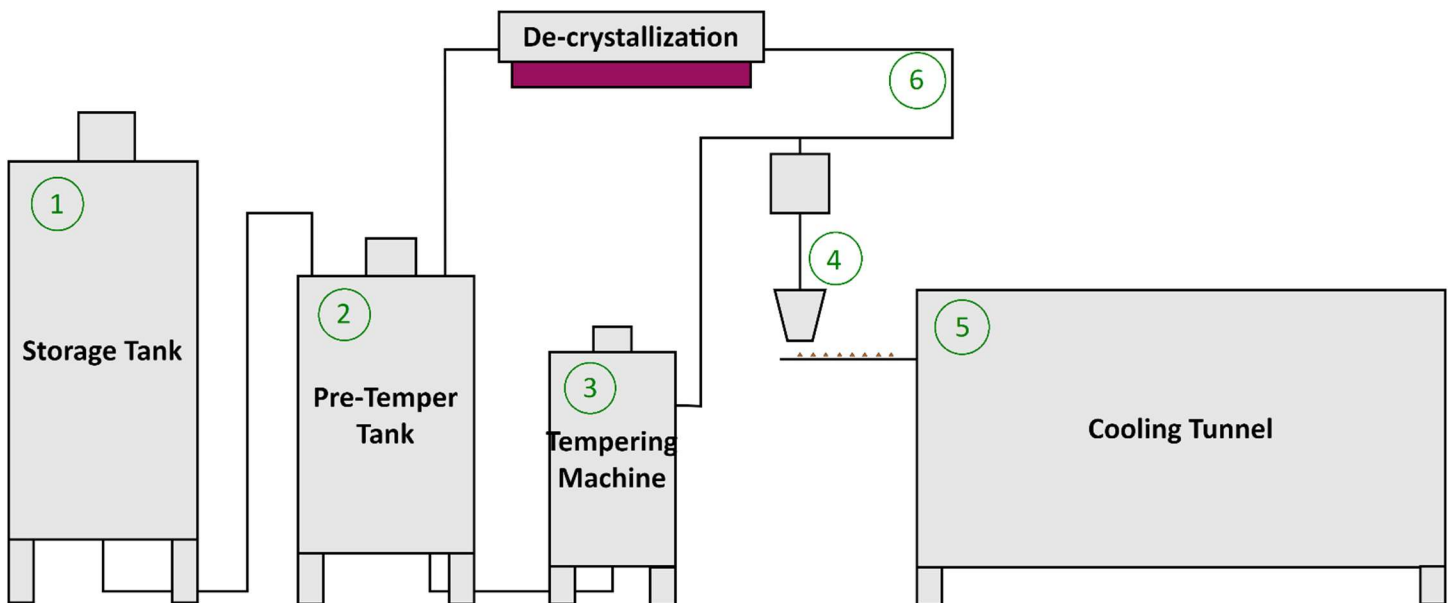 De-crystallization
6
1
4
2
5
Storage Tank
3
Pre-Temper
Tank
Tempering
Machine
Cooling Tunnel